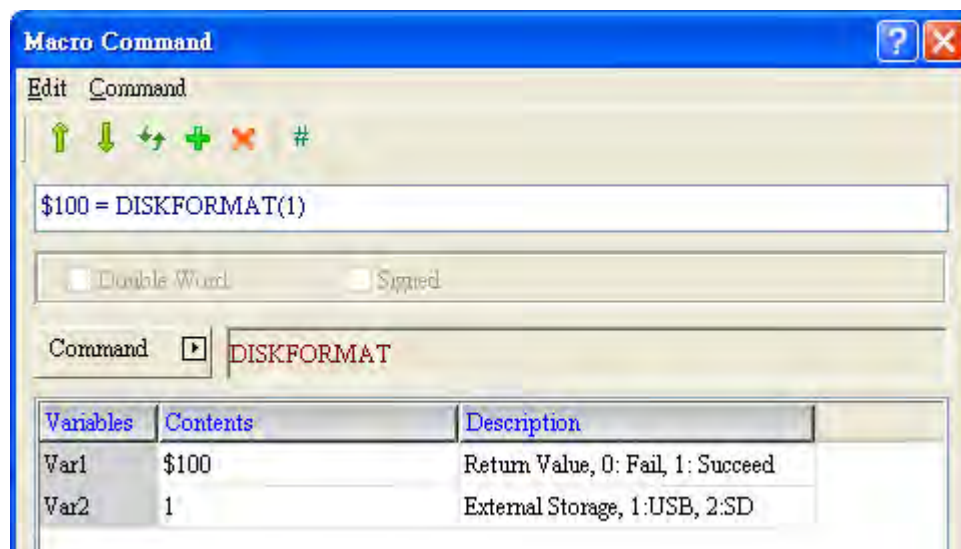 Macro Command
Edit Command
#
$100 = DISKFORMAT(1)
Double Word Signed
Command DISKFORMAT
Variables Contents Description
Var1 $100 Return Value, 0: Fail, 1: Succeed
Var2 1 External Storage, 1:USB, 2:SD